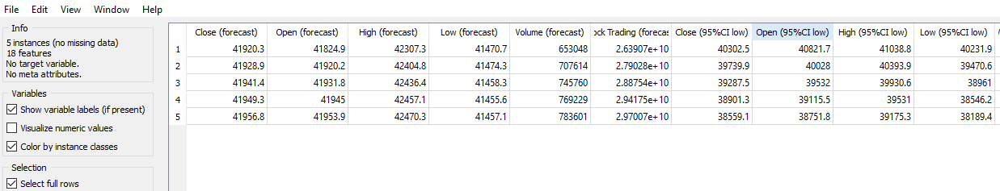 File Edit View Window Help
Info
5 instances (no missing data)
18 features
No target variable.
No meta attributes.
Variables
Show variable labels (if present)
Visualize numeric values
Color by instance classes
Selection
Select full rows
Close (forecast) Open (forecast) High (forecast) Low (forecast) Volume (forecast) ock Trading (forecas Close (95%CI low) Open (95%CI low) High (95%CI low) Low (95%CI low)
1 41920.3 41824.9 42307.3 41470.7 653048 2.63907e+10 40302.5 40821.7 41038.8 40231.9
2 41928.9 41920.2 42404.8 41474.3 707614 2.79028e+10 39739.9 40028 40393.9 39470.6
3 41941.4 41931.8 42436.4 41458.3 745760 2.88754e+10 39287.5 39532 39930.6 38961
4 41949.3 41945 42457.1 41455.6 769229 2.94175e+10 38901.3 39115.5 39531 38546.2
5 41956.8 41953.9 42470.3 41457.1 783601 2.97007e+10 38559.1 38751.8 39175.3 38189.4